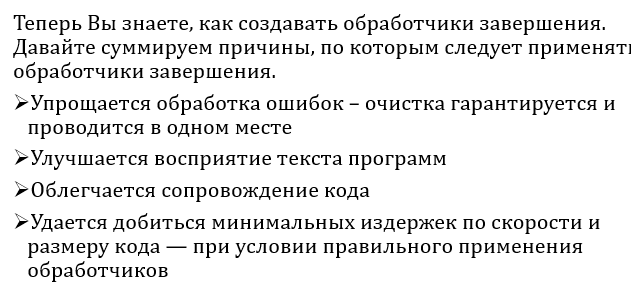 Теперь Вы знаете, как создавать обработчики завершения.
Давайте суммируем причины, по которым следует применять
обработчики завершения.
➢Упрощается обработка ошибок – очистка гарантируется и
проводится в одном месте
➢Улучшается восприятие текста программ
➢Облегчается сопровождение кода
➢Удается добиться минимальных издержек по скорости и
размеру кода — при условии правильного применения
обработчиков